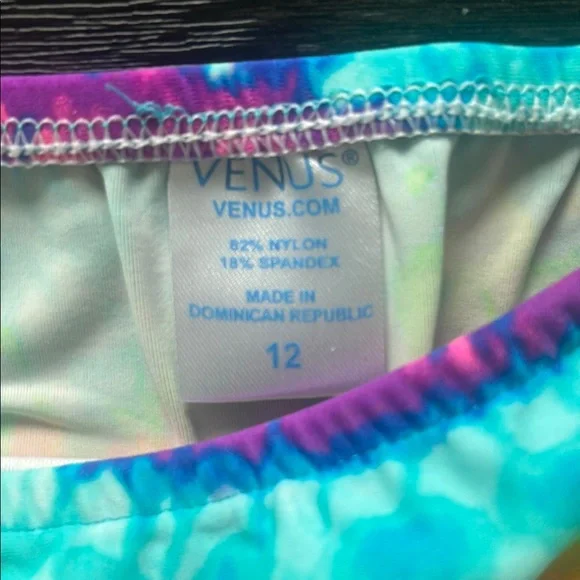 VENUS®
VENUS.COM
82% NYLON
18% SPANDEX
MADE IN
DOMINICAN REPUBLIC
12